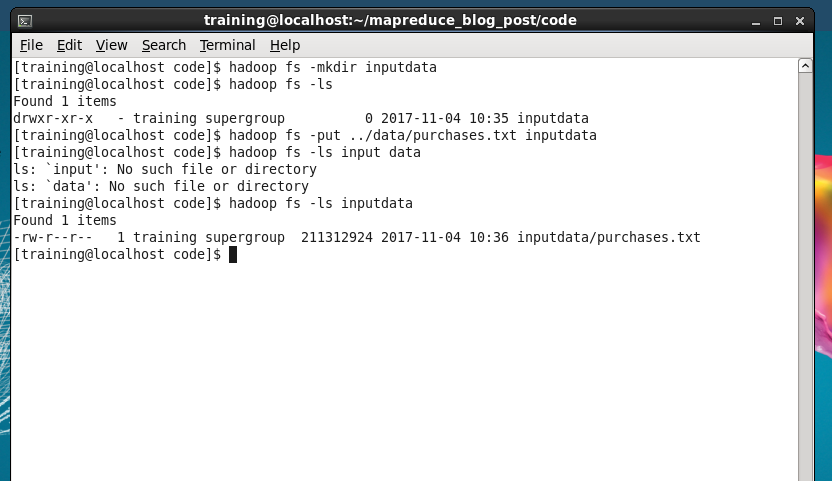 training@localhost:~/mapreduce_blog_post/code
File Edit View Search Terminal Help
[training@localhost code]$ hadoop fs -mkdir inputdata
[training@localhost code]$ hadoop fs -ls
Found 1 items
drwxr-xr-x   - training supergroup          0 2017-11-04 10:35 inputdata
[training@localhost code]$ hadoop fs -put ../data/purchases.txt inputdata
[training@localhost code]$ hadoop fs -ls input data
ls: `input': No such file or directory
ls: `data': No such file or directory
[training@localhost code]$ hadoop fs -ls inputdata
Found 1 items
-rw-r--r--   1 training supergroup  211312924 2017-11-04 10:36 inputdata/purchases.txt
[training@localhost code]$